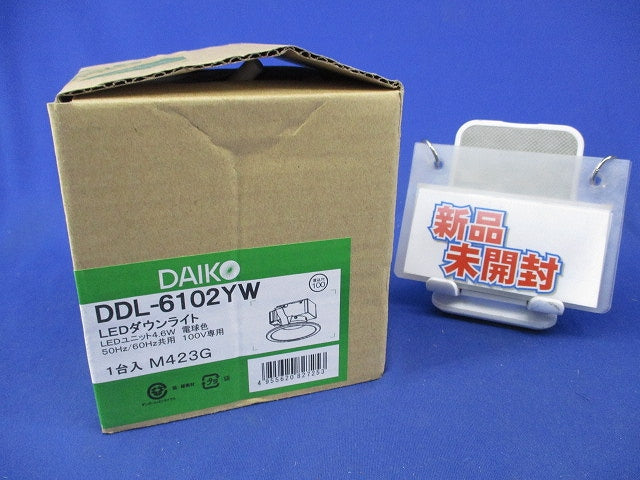 DAIKO
DDL-6102YW
LEDダウンライト
LEDユニット4.6W 電球色
50Hz/60Hz共用 100V専用
1台入 M423G
100
4955620827253
新品
未開封